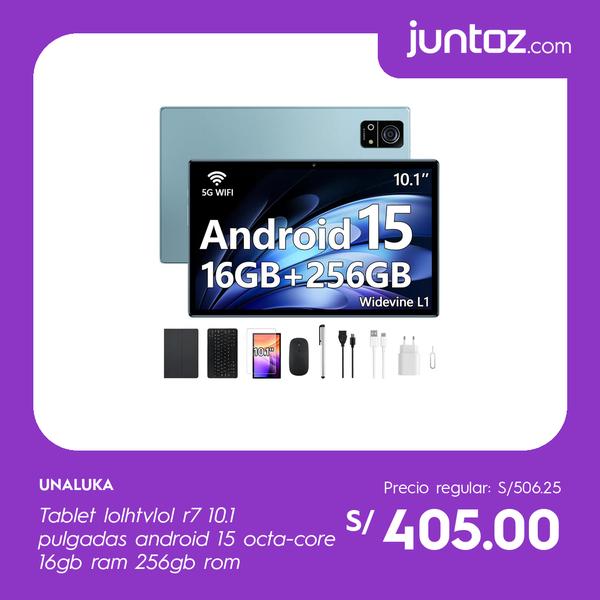 juntoz.com
5G WIFI
10.1"
Android 15
16GB+256GB
Widevine L1
10.1"
UNALUKA
Precio regular: S/506.25
Tablet lolhtvlol r7 10.1
pulgadas android 15 octa-core
16gb ram 256gb rom
S/ 405.00